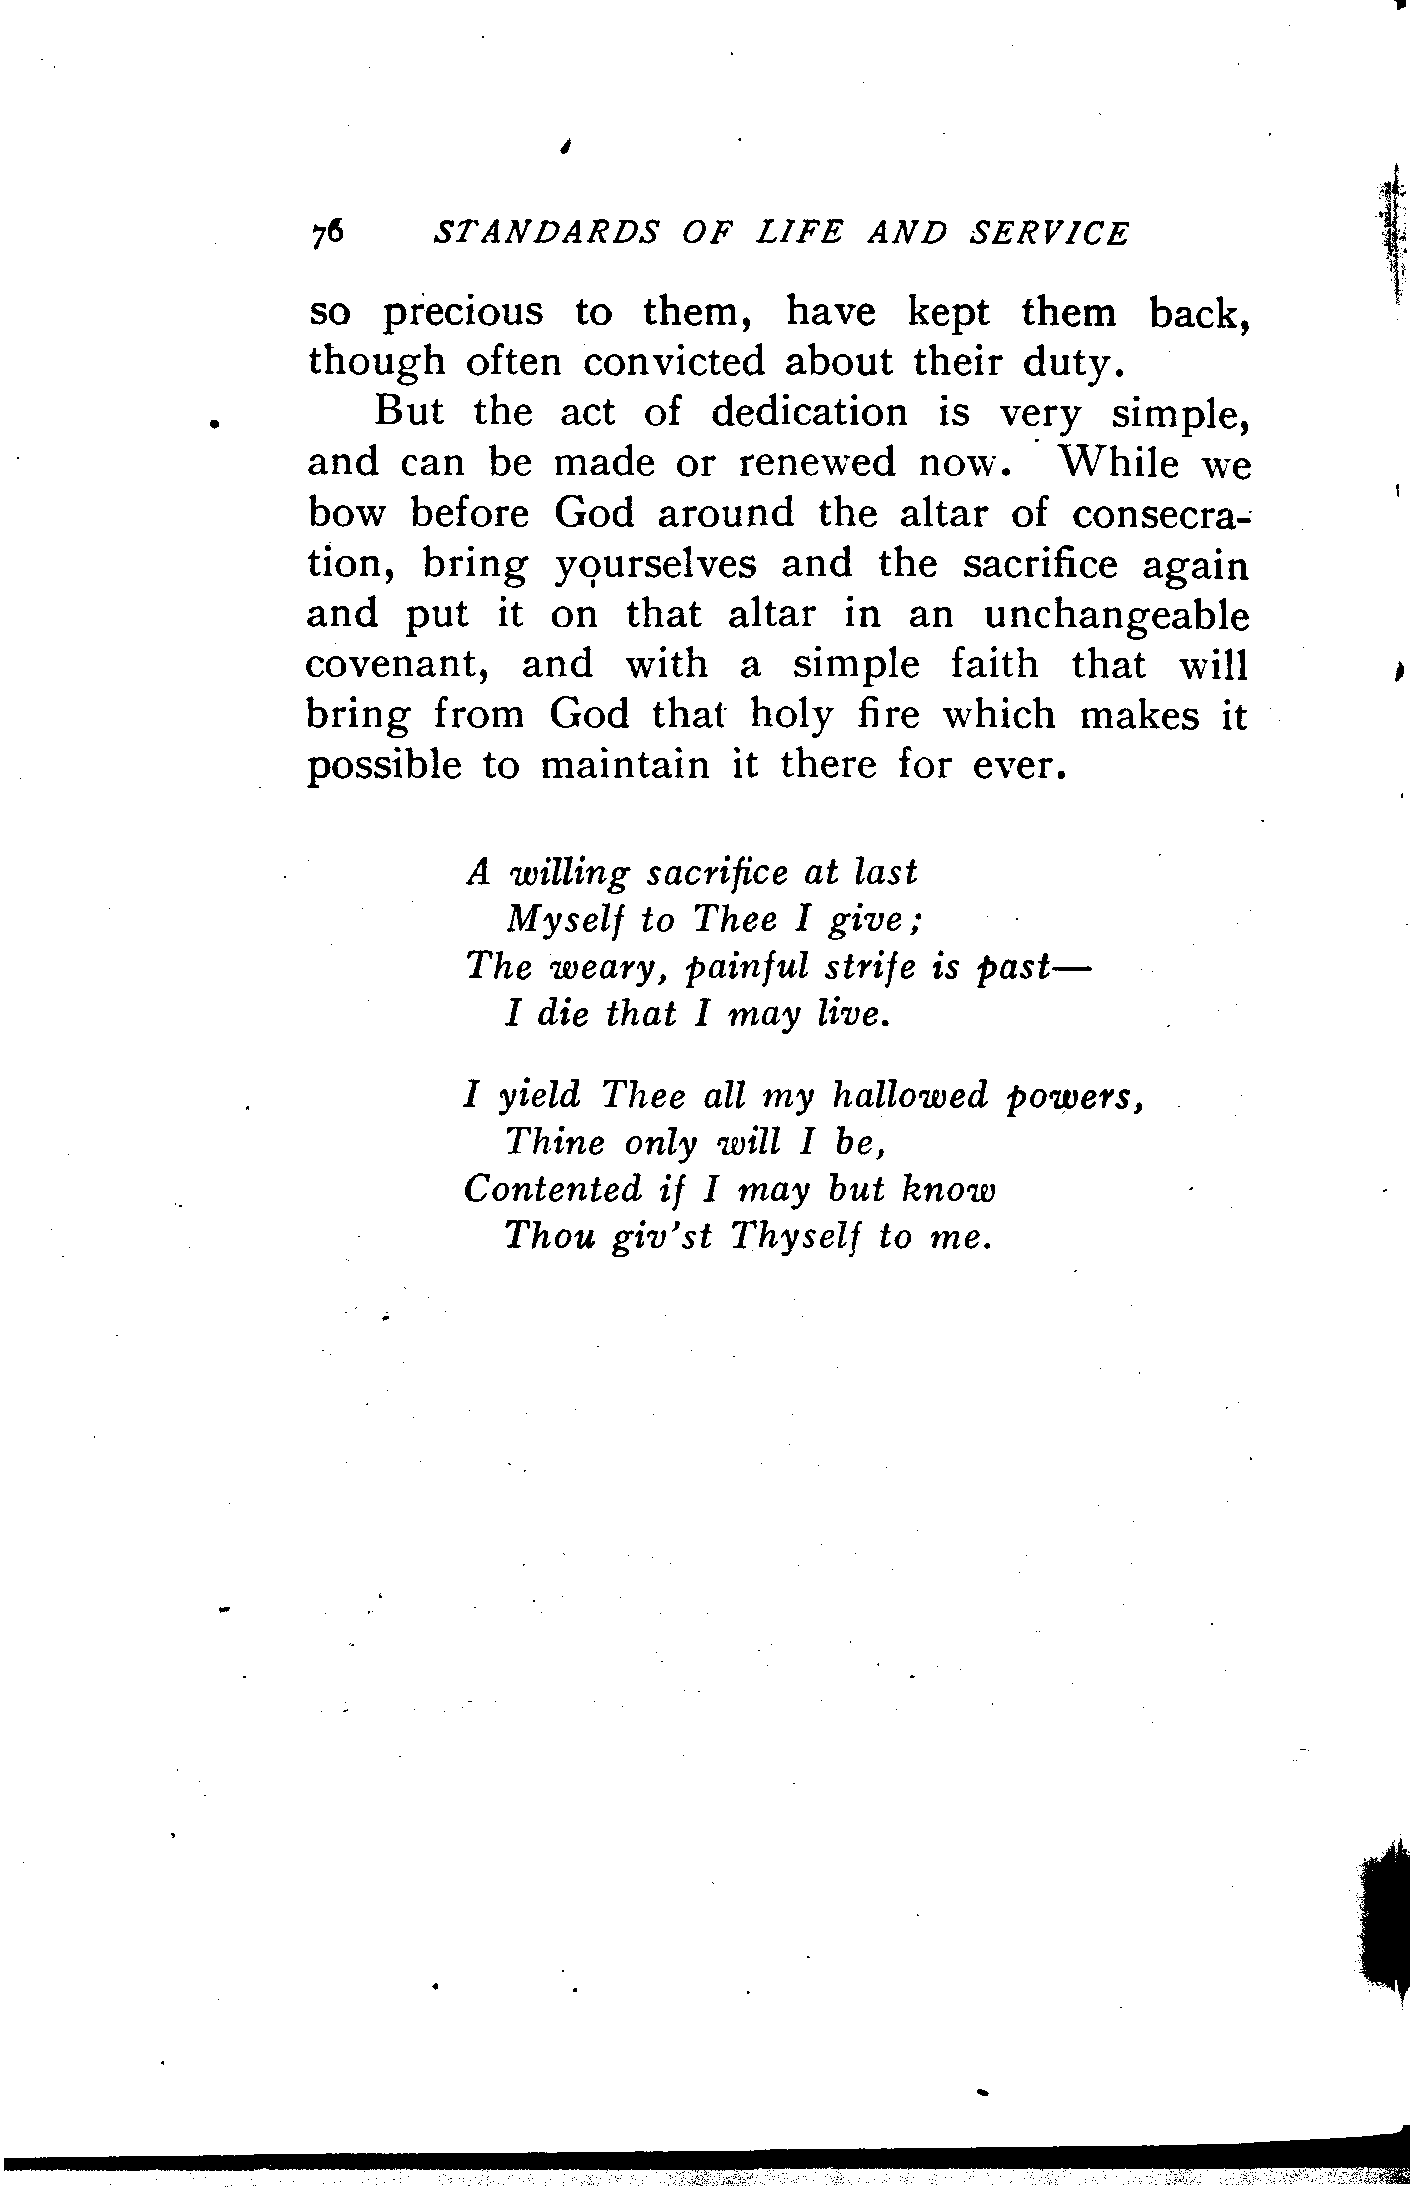 76 STANDARDS OF LIFE AND SERVICE
so precious to them, have kept them back,
though often convicted about their duty.
But the act of dedication is very simple,
and can be made or renewed now. While we
bow before God around the altar of consecra-
tion, bring yourselves and the sacrifice again
and put it on that altar in an unchangeable
covenant, and with a simple faith that will
bring from God that holy fire which makes it
possible to maintain it there for ever.
A willing sacrifice at last
Myself to Thee I give;
The weary, painful strife is past—
I die that I may live.
I yield Thee all my hallowed powers,
Thine only will I be,
Contented if I may but know
Thou giv'st Thyself to me.